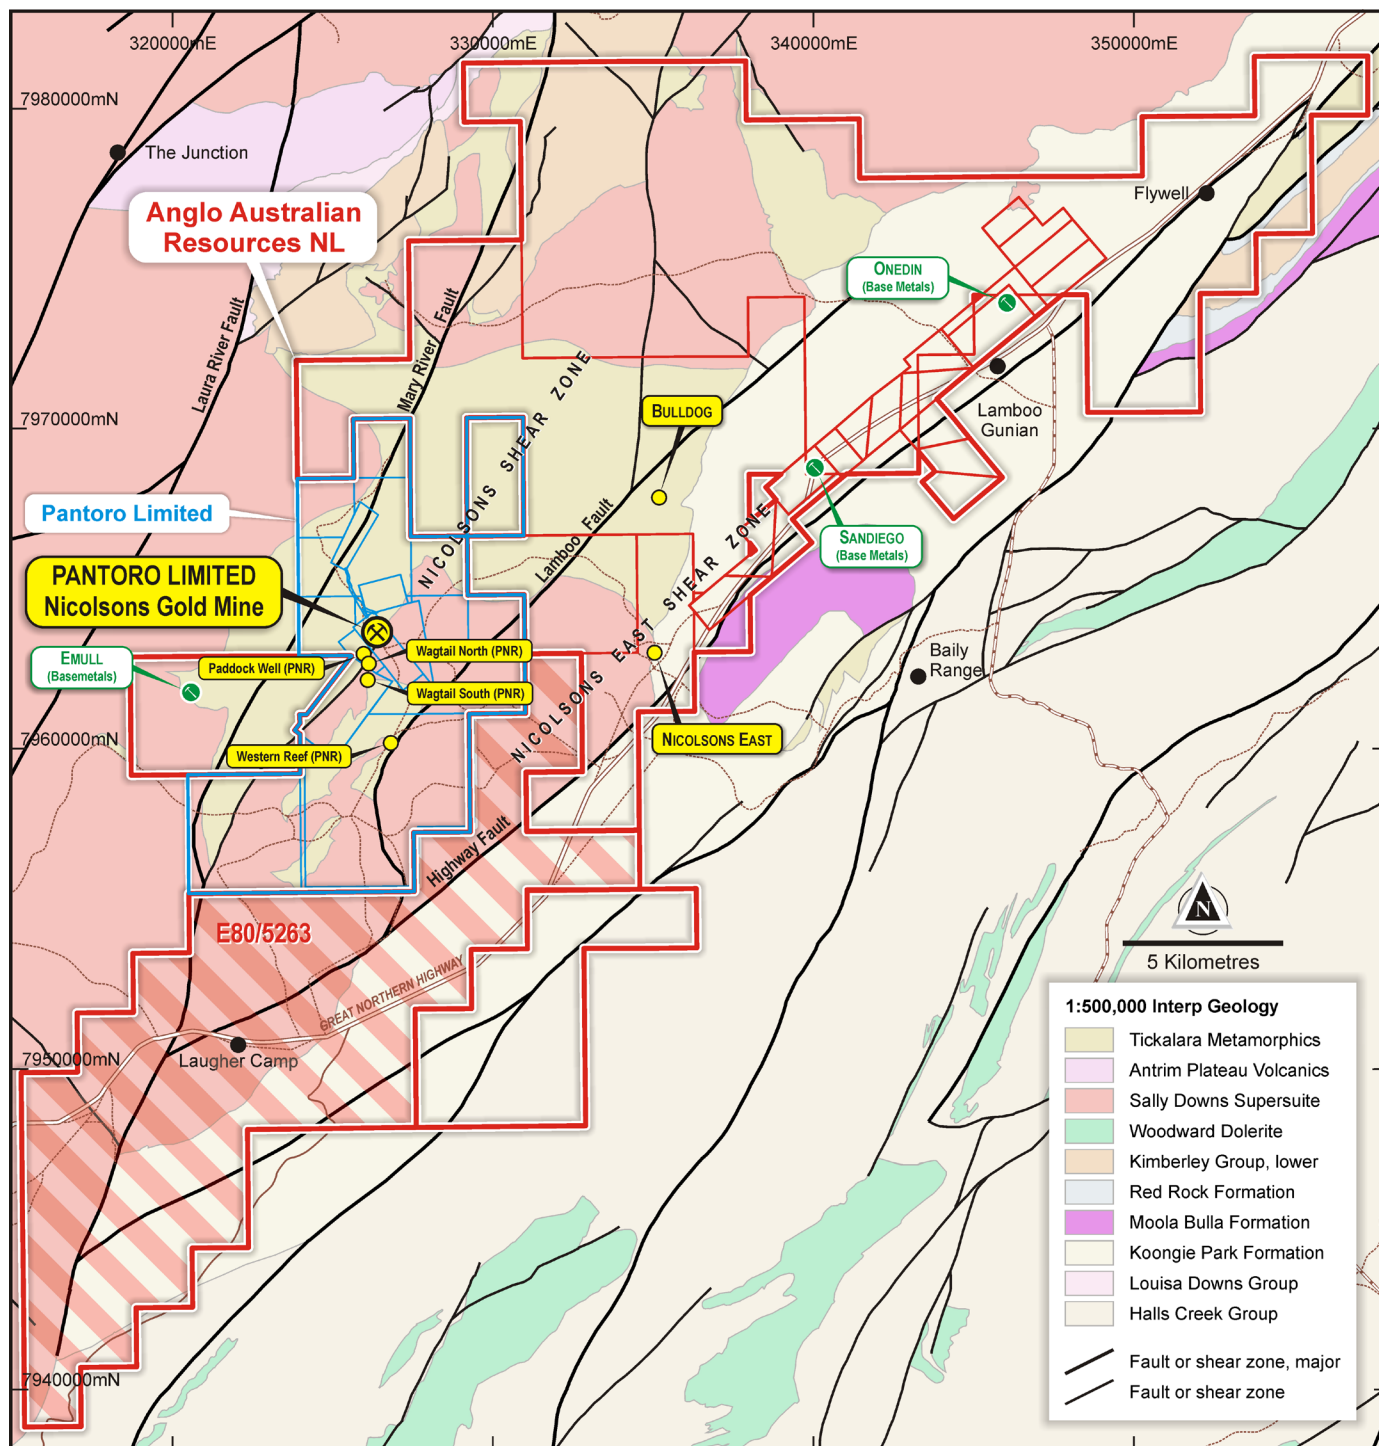 320000mE
330000mE
340000mE
350000mE
7980000mN
The Junction
Flywell
Anglo Australian
Resources NL
ONEDIN
(Base Metals)
Laura River Fault
Mary River Fault
NICOLSONS SHEAR ZONE
7970000mN
BULLDOG
Lamboo
Gunian
Pantoro Limited
Lamboo Fault
SANDIEGO
(Base Metals)
PANTORO LIMITED
Nicolsons Gold Mine
NICOLSONS EAST SHEAR ZONE
EMULL
(Basemetals)
Paddock Well (PNR)
Wagtail North (PNR)
Wagtail South (PNR)
Baily
Range
7960000mN
Western Reef (PNR)
NICOLSONS EAST
Highway Fault
E80/5263
N
5 Kilometres
GREAT NORTHERN HIGHWAY
7950000mN
Laugher Camp
1:500,000 Interp Geology
Tickalara Metamorphics
Antrim Plateau Volcanics
Sally Downs Supersuite
Woodward Dolerite
Kimberley Group, lower
Red Rock Formation
Moola Bulla Formation
Koongie Park Formation
Louisa Downs Group
Halls Creek Group
Fault or shear zone, major
Fault or shear zone
7940000mN